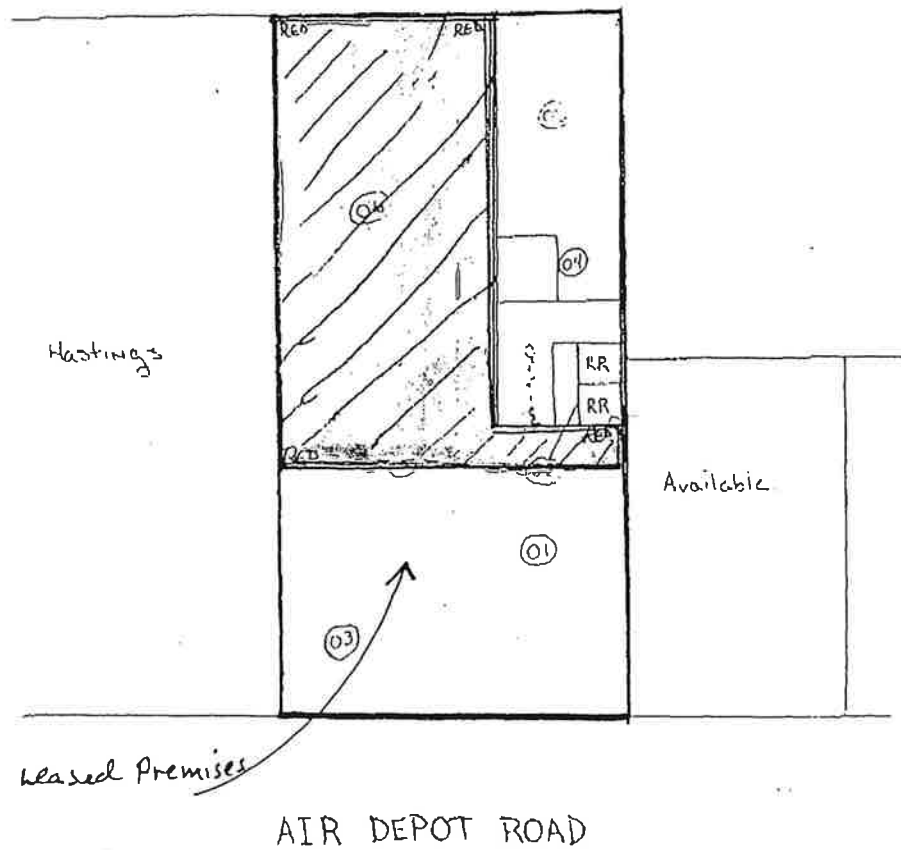 RED RED
06
04
Hastings
RR
RR
RED
RED
Available
01
03
Leased Premises
AIR DEPOT ROAD